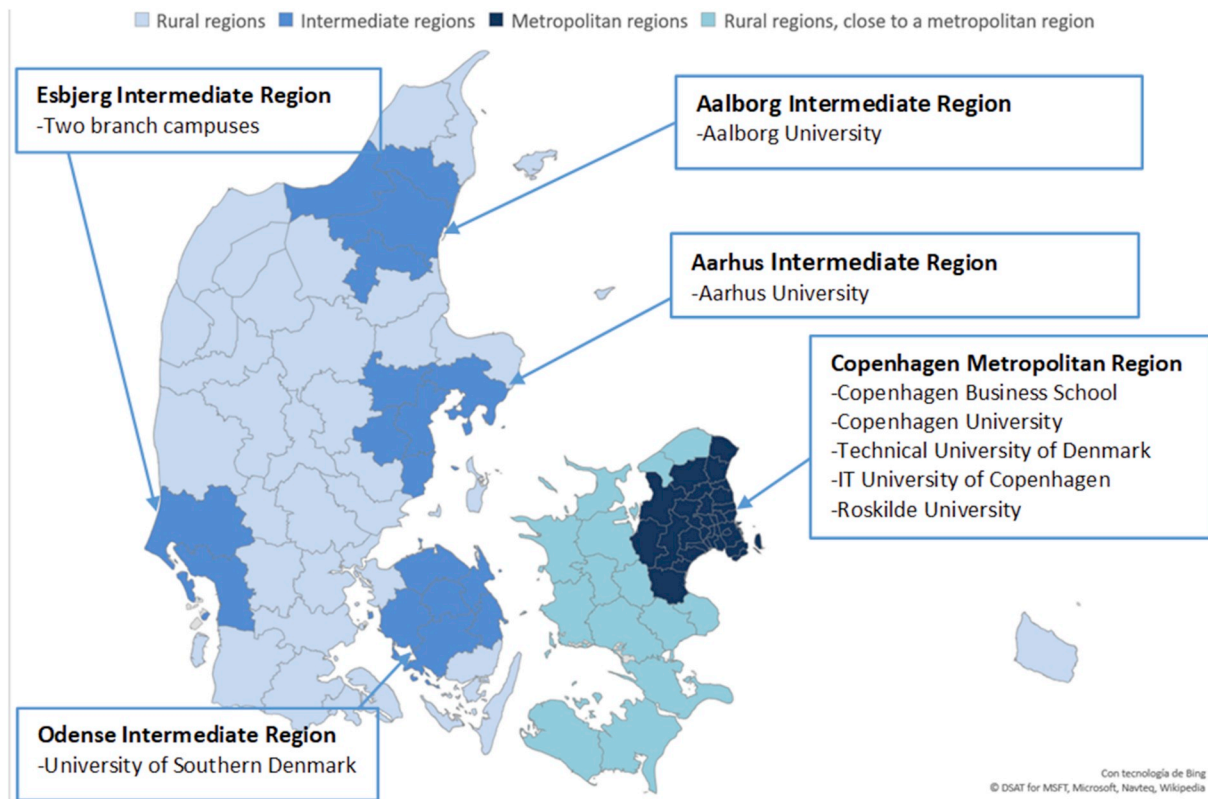 Rural regions Intermediate regions Metropolitan regions Rural regions, close to a metropolitan region
Esbjerg Intermediate Region
-Two branch campuses
Aalborg Intermediate Region
-Aalborg University
Aarhus Intermediate Region
-Aarhus University
Copenhagen Metropolitan Region
-Copenhagen Business School
-Copenhagen University
-Technical University of Denmark
-IT University of Copenhagen
-Roskilde University
Odense Intermediate Region
-University of Southern Denmark
Con tecnología de Bing
© DSAT for MSFT, Microsoft, Navteq, Wikipedia